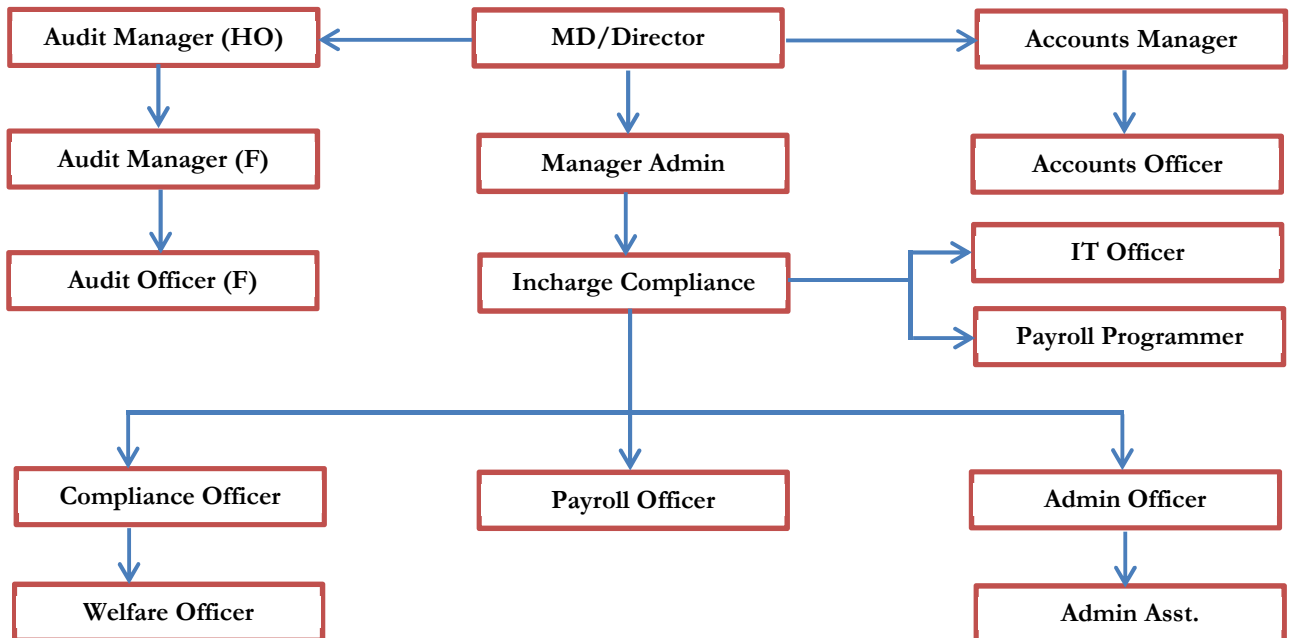 Audit Manager (HO)
MD/Director
Accounts Manager
Audit Manager (F)
Manager Admin
Accounts Officer
Audit Officer (F)
Incharge Compliance
IT Officer
Payroll Programmer
Compliance Officer
Payroll Officer
Admin Officer
Welfare Officer
Admin Asst.